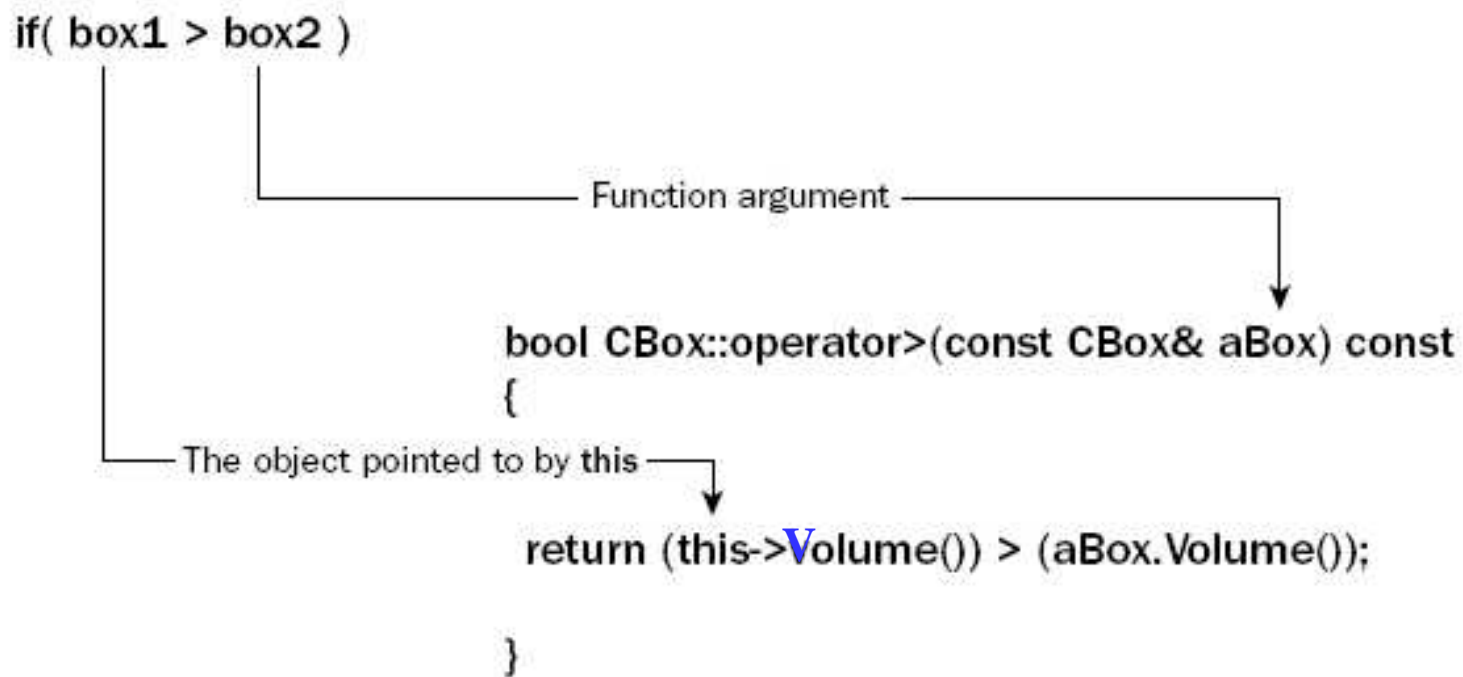 if( box1 > box2 )
Function argument
bool CBox::operator>(const CBox& aBox) const
{
The object pointed to by this
return (this->Volume()) > (aBox.Volume());
}